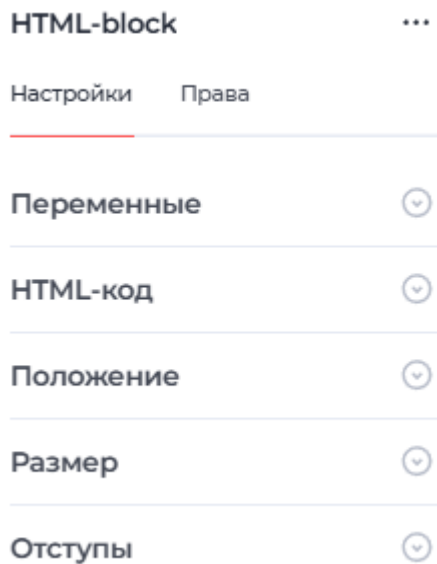 HTML-block
Настройки Права
Переменные
HTML-код
Положение
Размер
Отступы